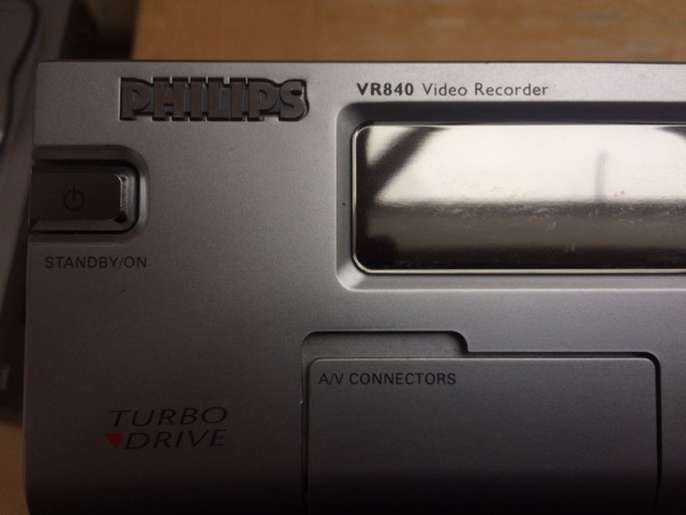 PHILIPS
VR840 Video Recorder
STANDBY/ON
A/V CONNECTORS
TURBO
DRIVE